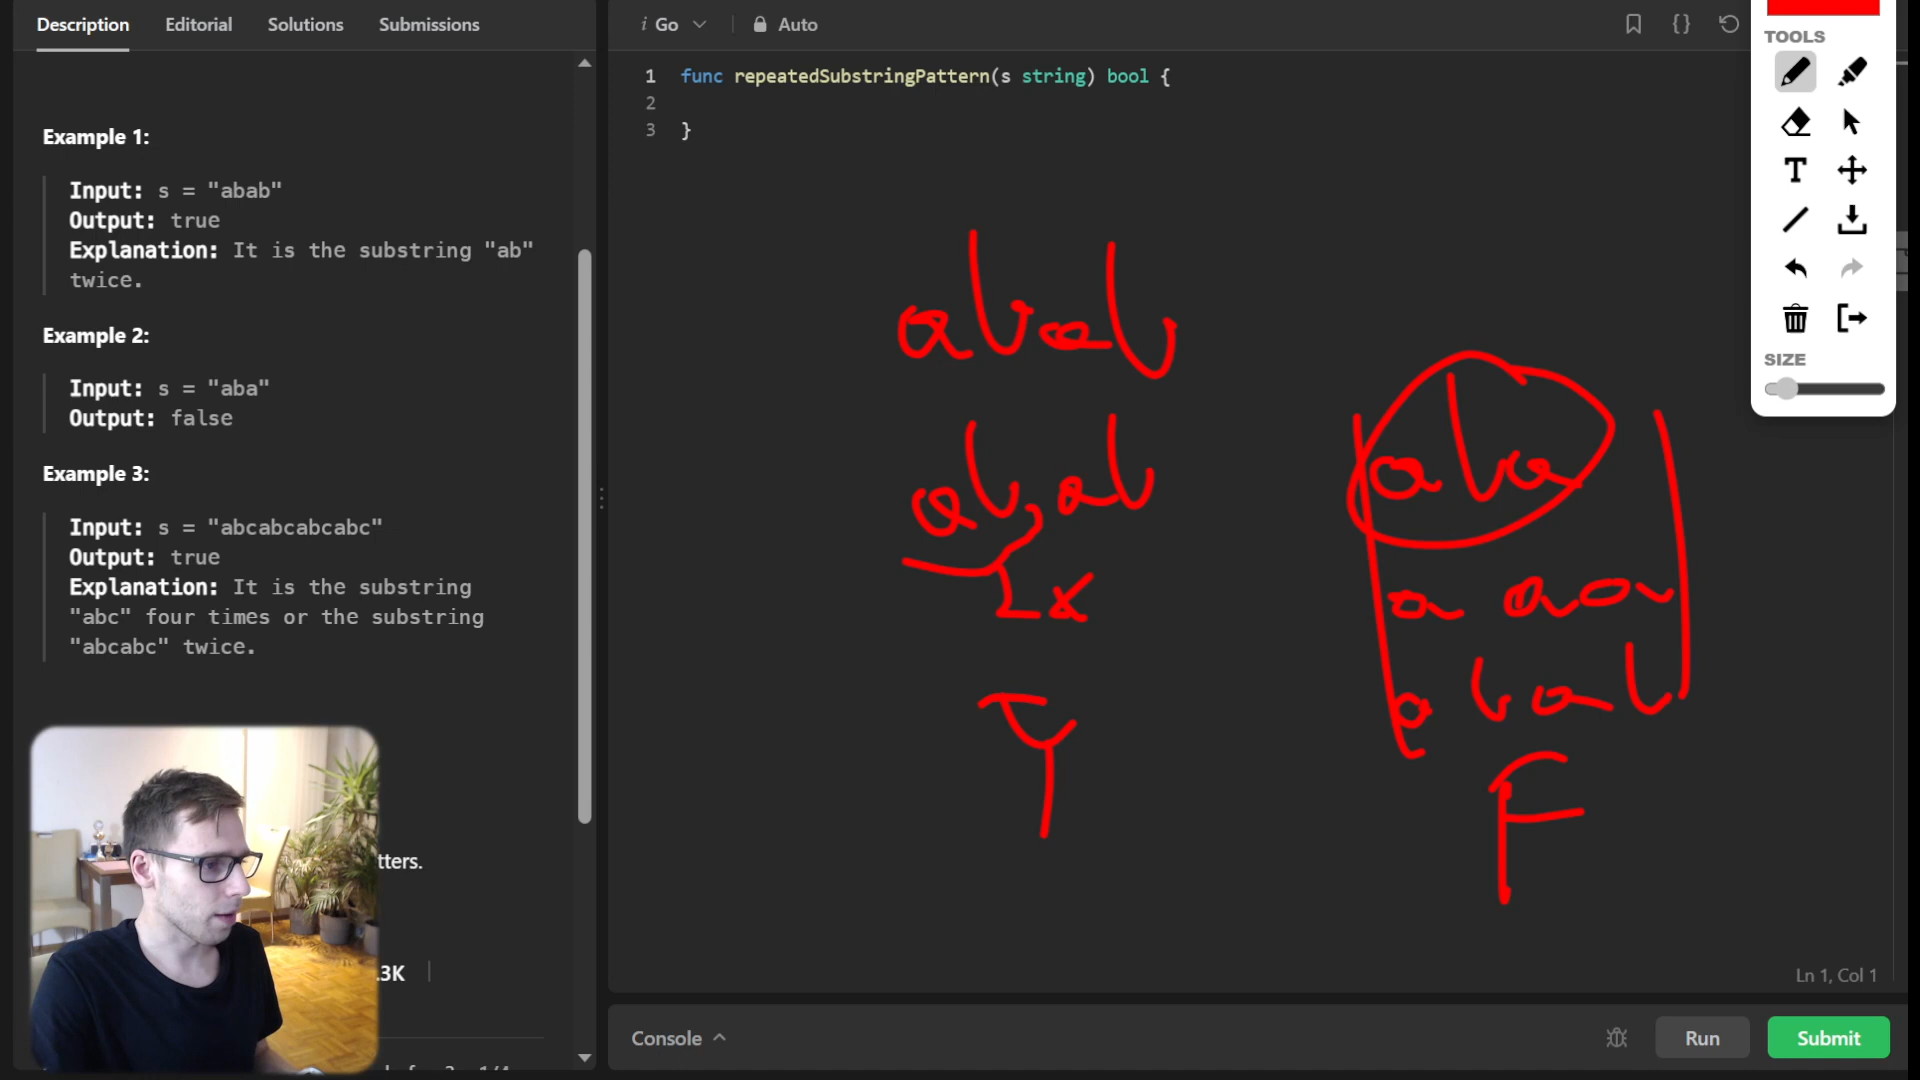 Description Editorial Solutions Submissions
Example 1:
Input: s = "abab"
Output: true
Explanation: It is the substring "ab"
twice.
Example 2:
Input: s = "aba"
Output: false
Example 3:
Input: s = "abcabcabcabc"
Output: true
Explanation: It is the substring
"abc" four times or the substring
"abcabc" twice.
tters.
.3K
i Go Auto
1 func repeatedSubstringPattern(s string) bool {
2
3 }
abab
ab,ab
2x
T
aba
a aa
a bab
F
Ln 1, Col 1
Console
Run
Submit
TOOLS
T
SIZE